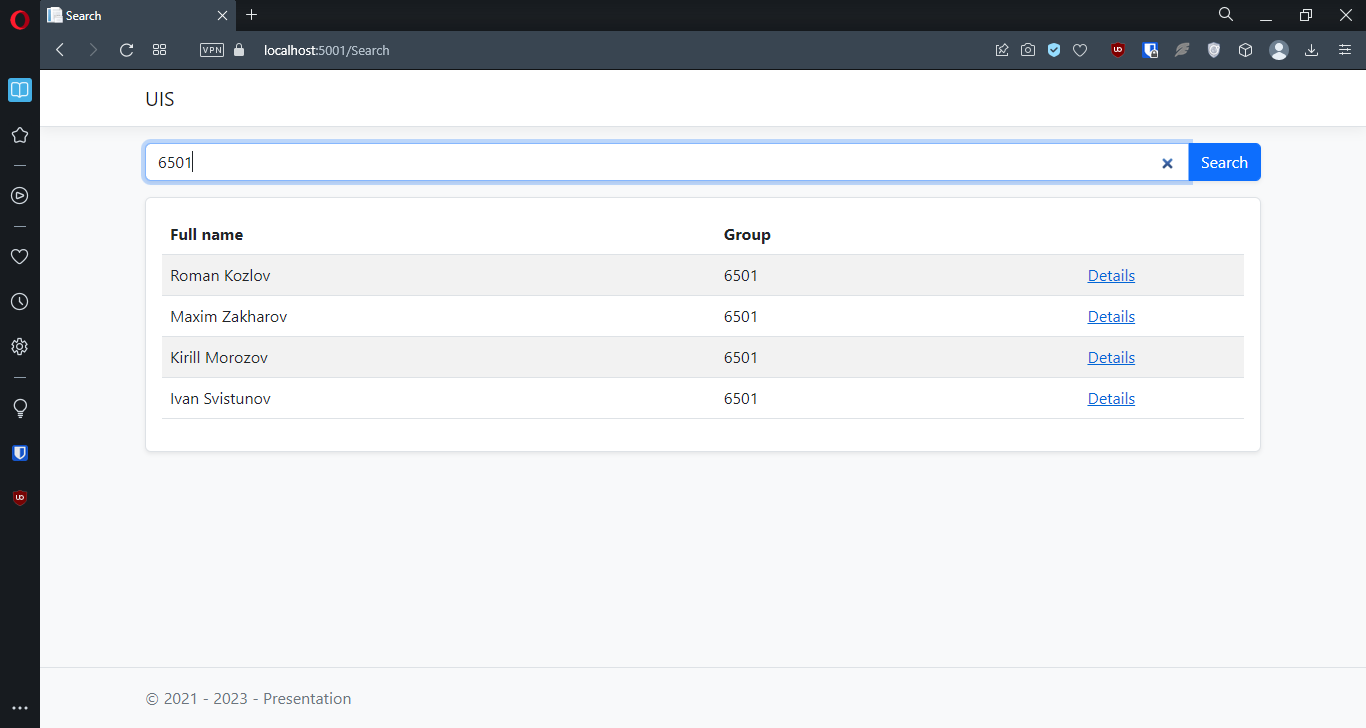 Search
VPN localhost:5001/Search
UIS
6501 Search
Full name Group
Roman Kozlov 6501 Details
Maxim Zakharov 6501 Details
Kirill Morozov 6501 Details
Ivan Svistunov 6501 Details
© 2021 - 2023 - Presentation